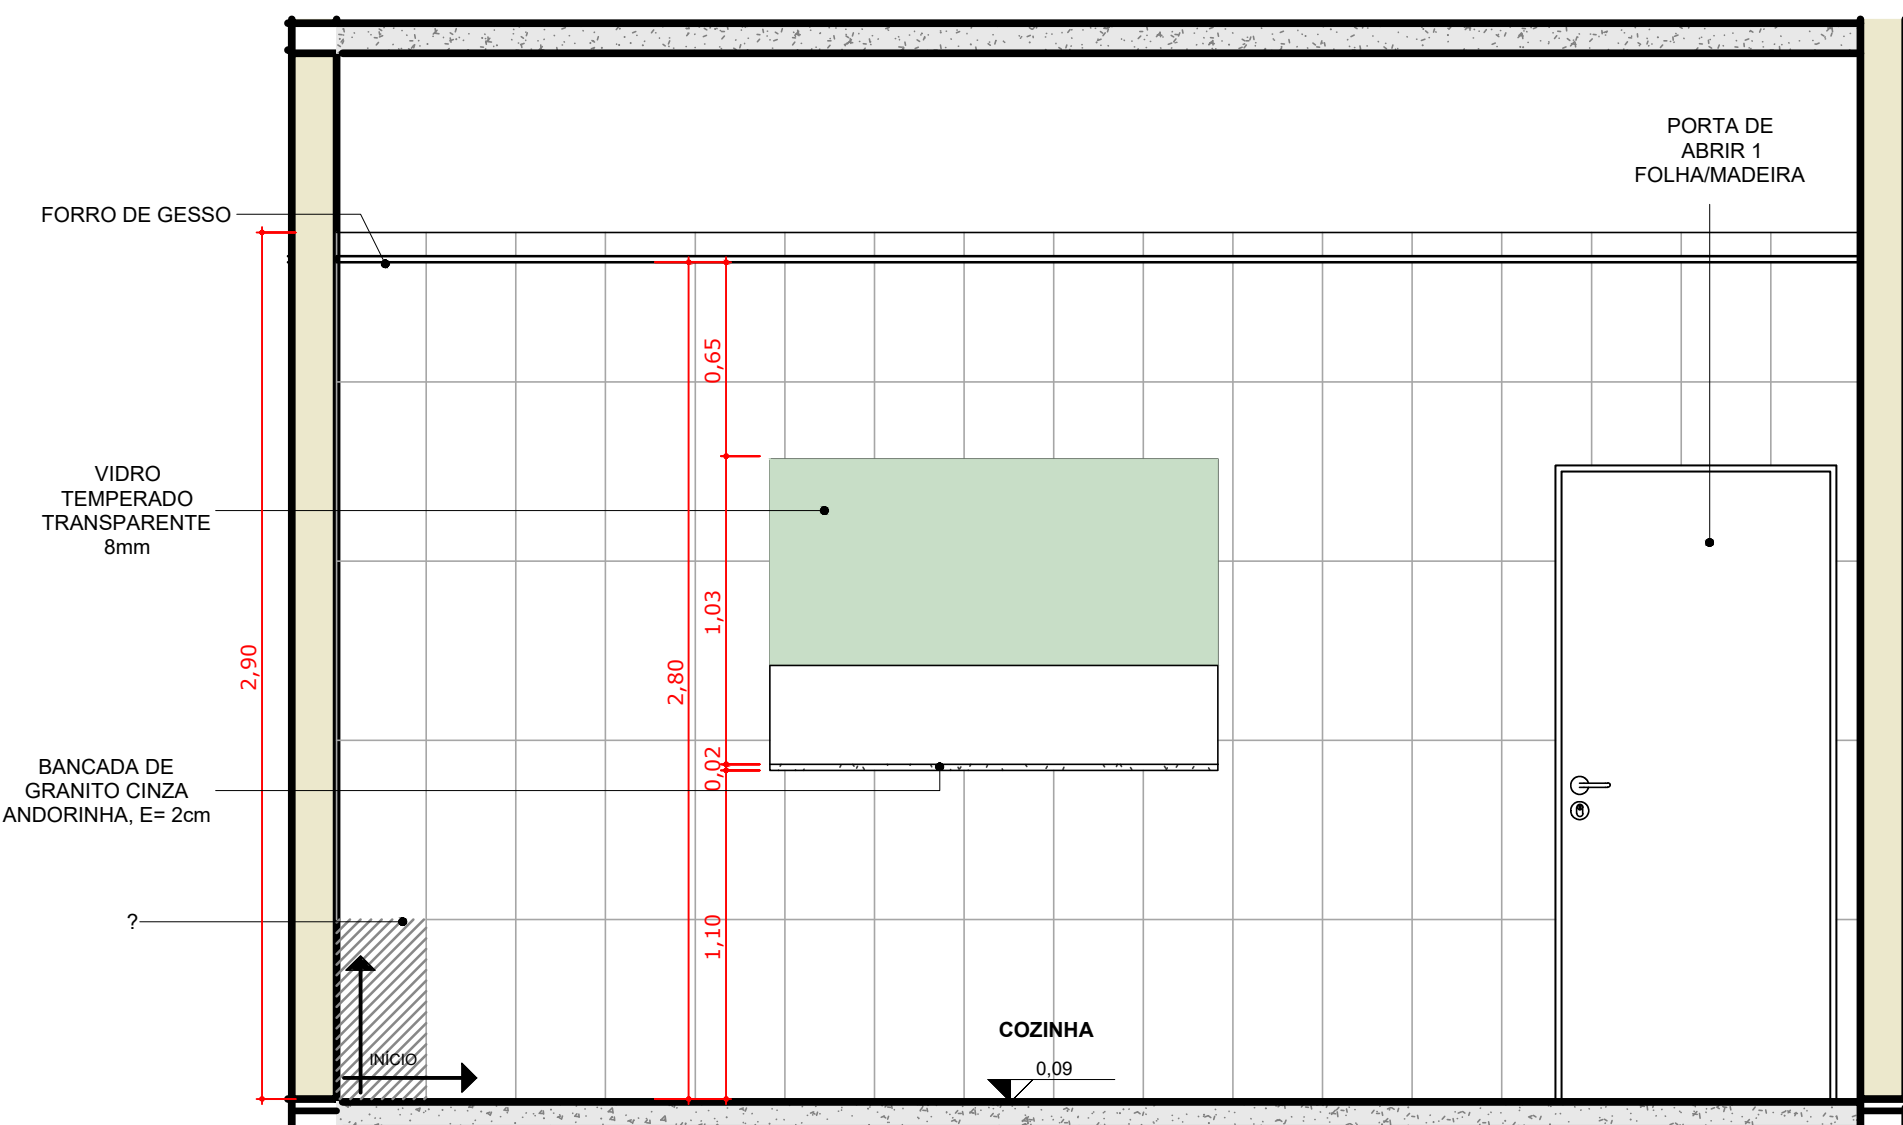 PORTA DE
ABRIR 1
FOLHA/MADEIRA
FORRO DE GESSO
0,65
VIDRO
TEMPERADO
TRANSPARENTE
8mm
1,03
2,90
2,80
0,02
BANCADA DE
GRANITO CINZA
ANDORINHA, E= 2cm
?
1,10
COZINHA
0,09
INÍCIO